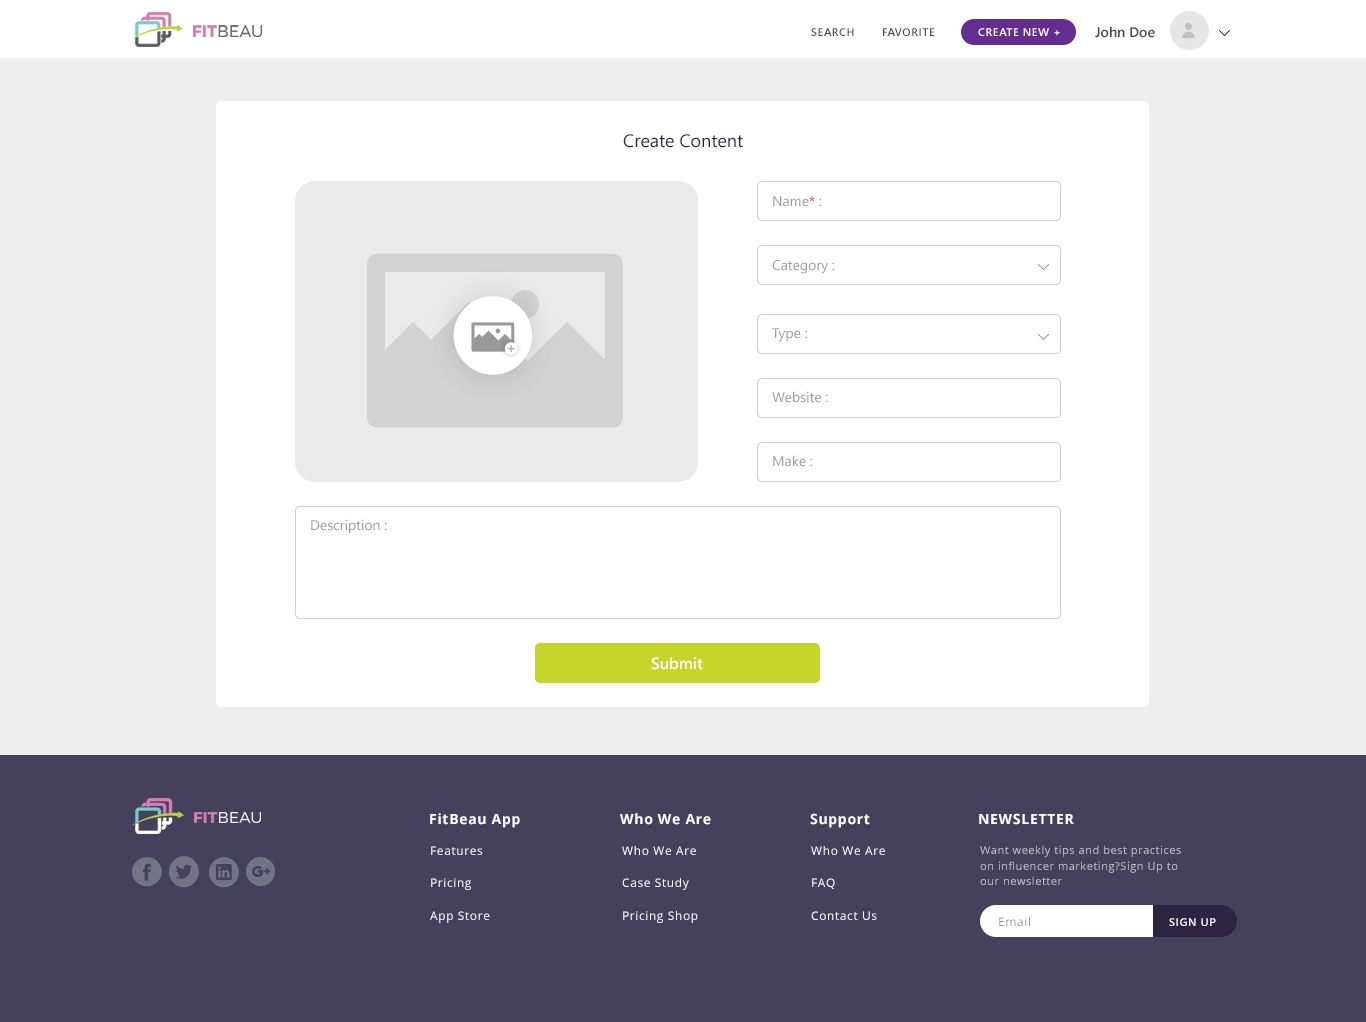 FITBEAU
SEARCH
FAVORITE
CREATE NEW +
John Doe
Create Content
Name* :
Category :
Type :
Website :
Make :
Description :
Submit
FITBEAU
FitBeau App
Features
Pricing
App Store
Who We Are
Who We Are
Case Study
Pricing Shop
Support
Who We Are
FAQ
Contact Us
NEWSLETTER
Want weekly tips and best practices
on influencer marketing?Sign Up to
our newsletter
Email
SIGN UP